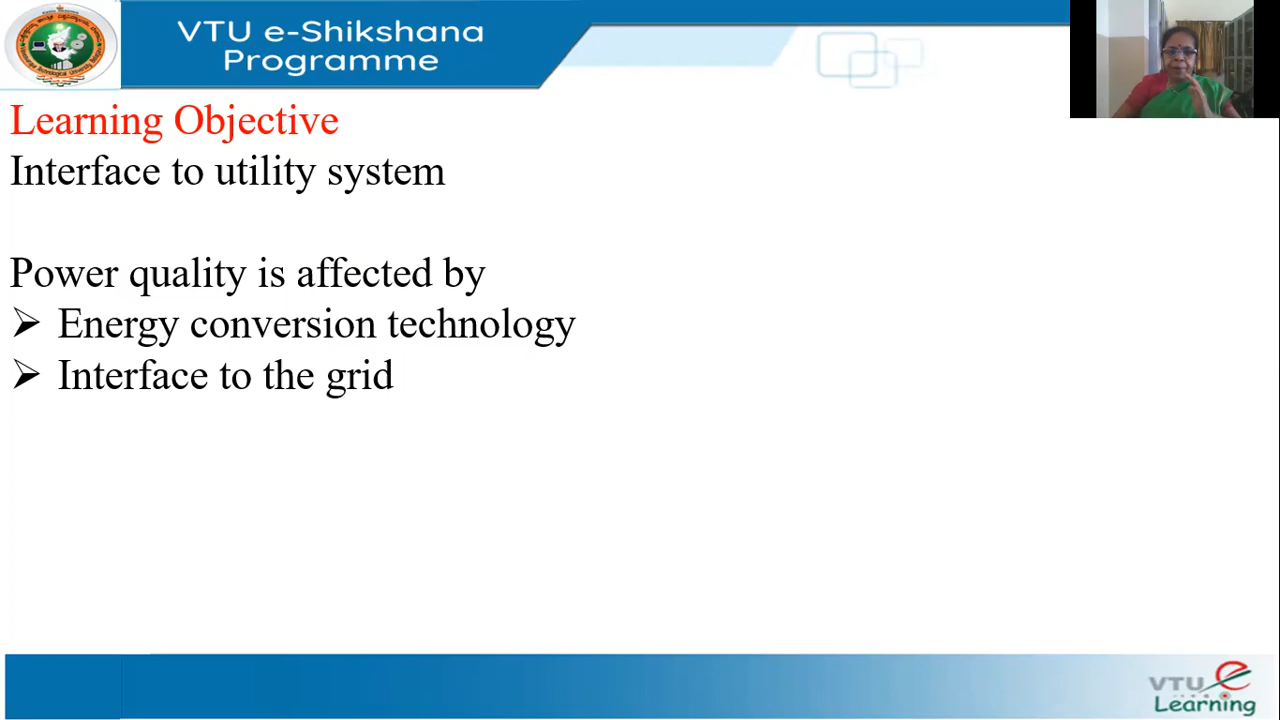 VTU e-Shikshana
Programme
Learning Objective
Interface to utility system
Power quality is affected by
➢ Energy conversion technology
➢ Interface to the grid
VTU e
Learning